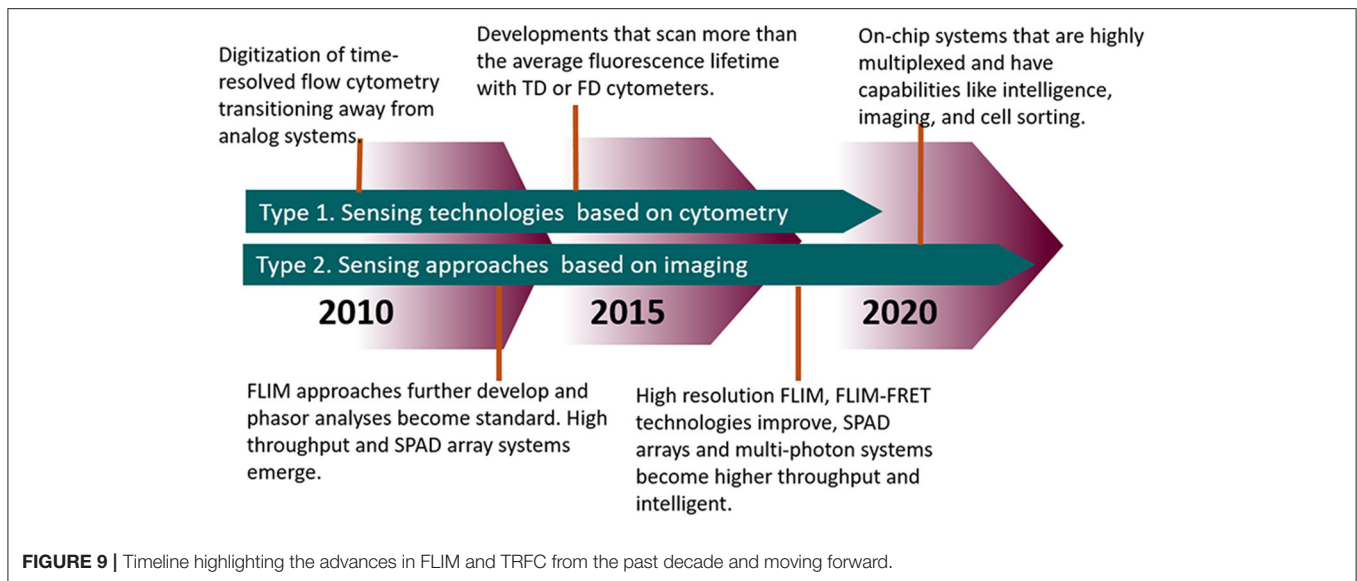 Digitization of time-
resolved flow cytometry
transitioning away from
analog systems.
Developments that scan more than
the average fluorescence lifetime
with TD or FD cytometers.
On-chip systems that are highly
multiplexed and have
capabilities like intelligence,
imaging, and cell sorting.
Type 1. Sensing technologies based on cytometry
Type 2. Sensing approaches based on imaging
2010
2015
2020
FLIM approaches further develop and
phasor analyses become standard. High
throughput and SPAD array systems
emerge.
High resolution FLIM, FLIM-FRET
technologies improve, SPAD
arrays and multi-photon systems
become higher throughput and
intelligent.
FIGURE 9 | Timeline highlighting the advances in FLIM and TRFC from the past decade and moving forward.